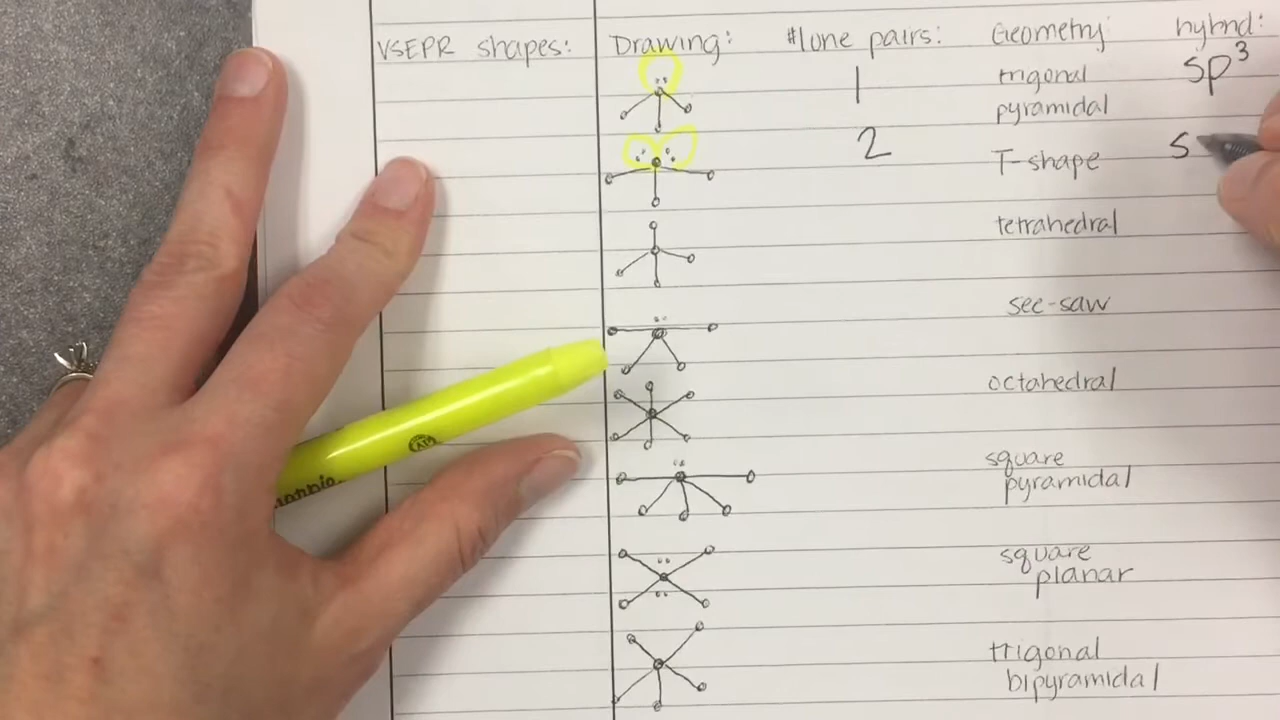 VSEPR shapes: Drawing: #lone pairs: Geometry hybrid:
1 trigonal pyramidal sp³
2 T-shape s
tetrahedral
see-saw
octahedral
square pyramidal
square planar
trigonal bipyramidal